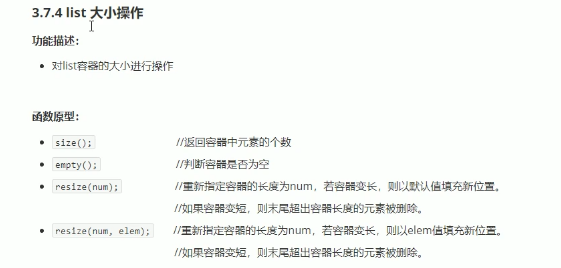 3.7.4 list 大小操作
功能描述：
• 对list容器的大小进行操作
函数原型：
• size(); //返回容器中元素的个数
• empty(); //判断容器是否为空
• resize(num); //重新指定容器的长度为num，若容器变长，则以默认值填充新位置。
//如果容器变短，则末尾超出容器长度的元素被删除。
• resize(num, elem); //重新指定容器的长度为num，若容器变长，则以elem值填充新位置。
//如果容器变短，则末尾超出容器长度的元素被删除。